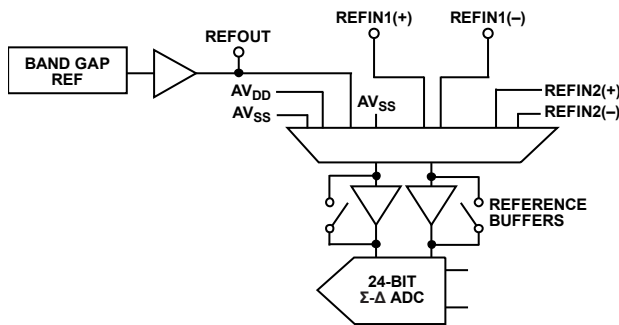 REFIN1(+) REFIN1(–)
REFOUT
BAND GAP
REF
AVDD
AVSS
AVSS
REFIN2(+)
REFIN2(–)
REFERENCE
BUFFERS
24-BIT
Σ-Δ ADC